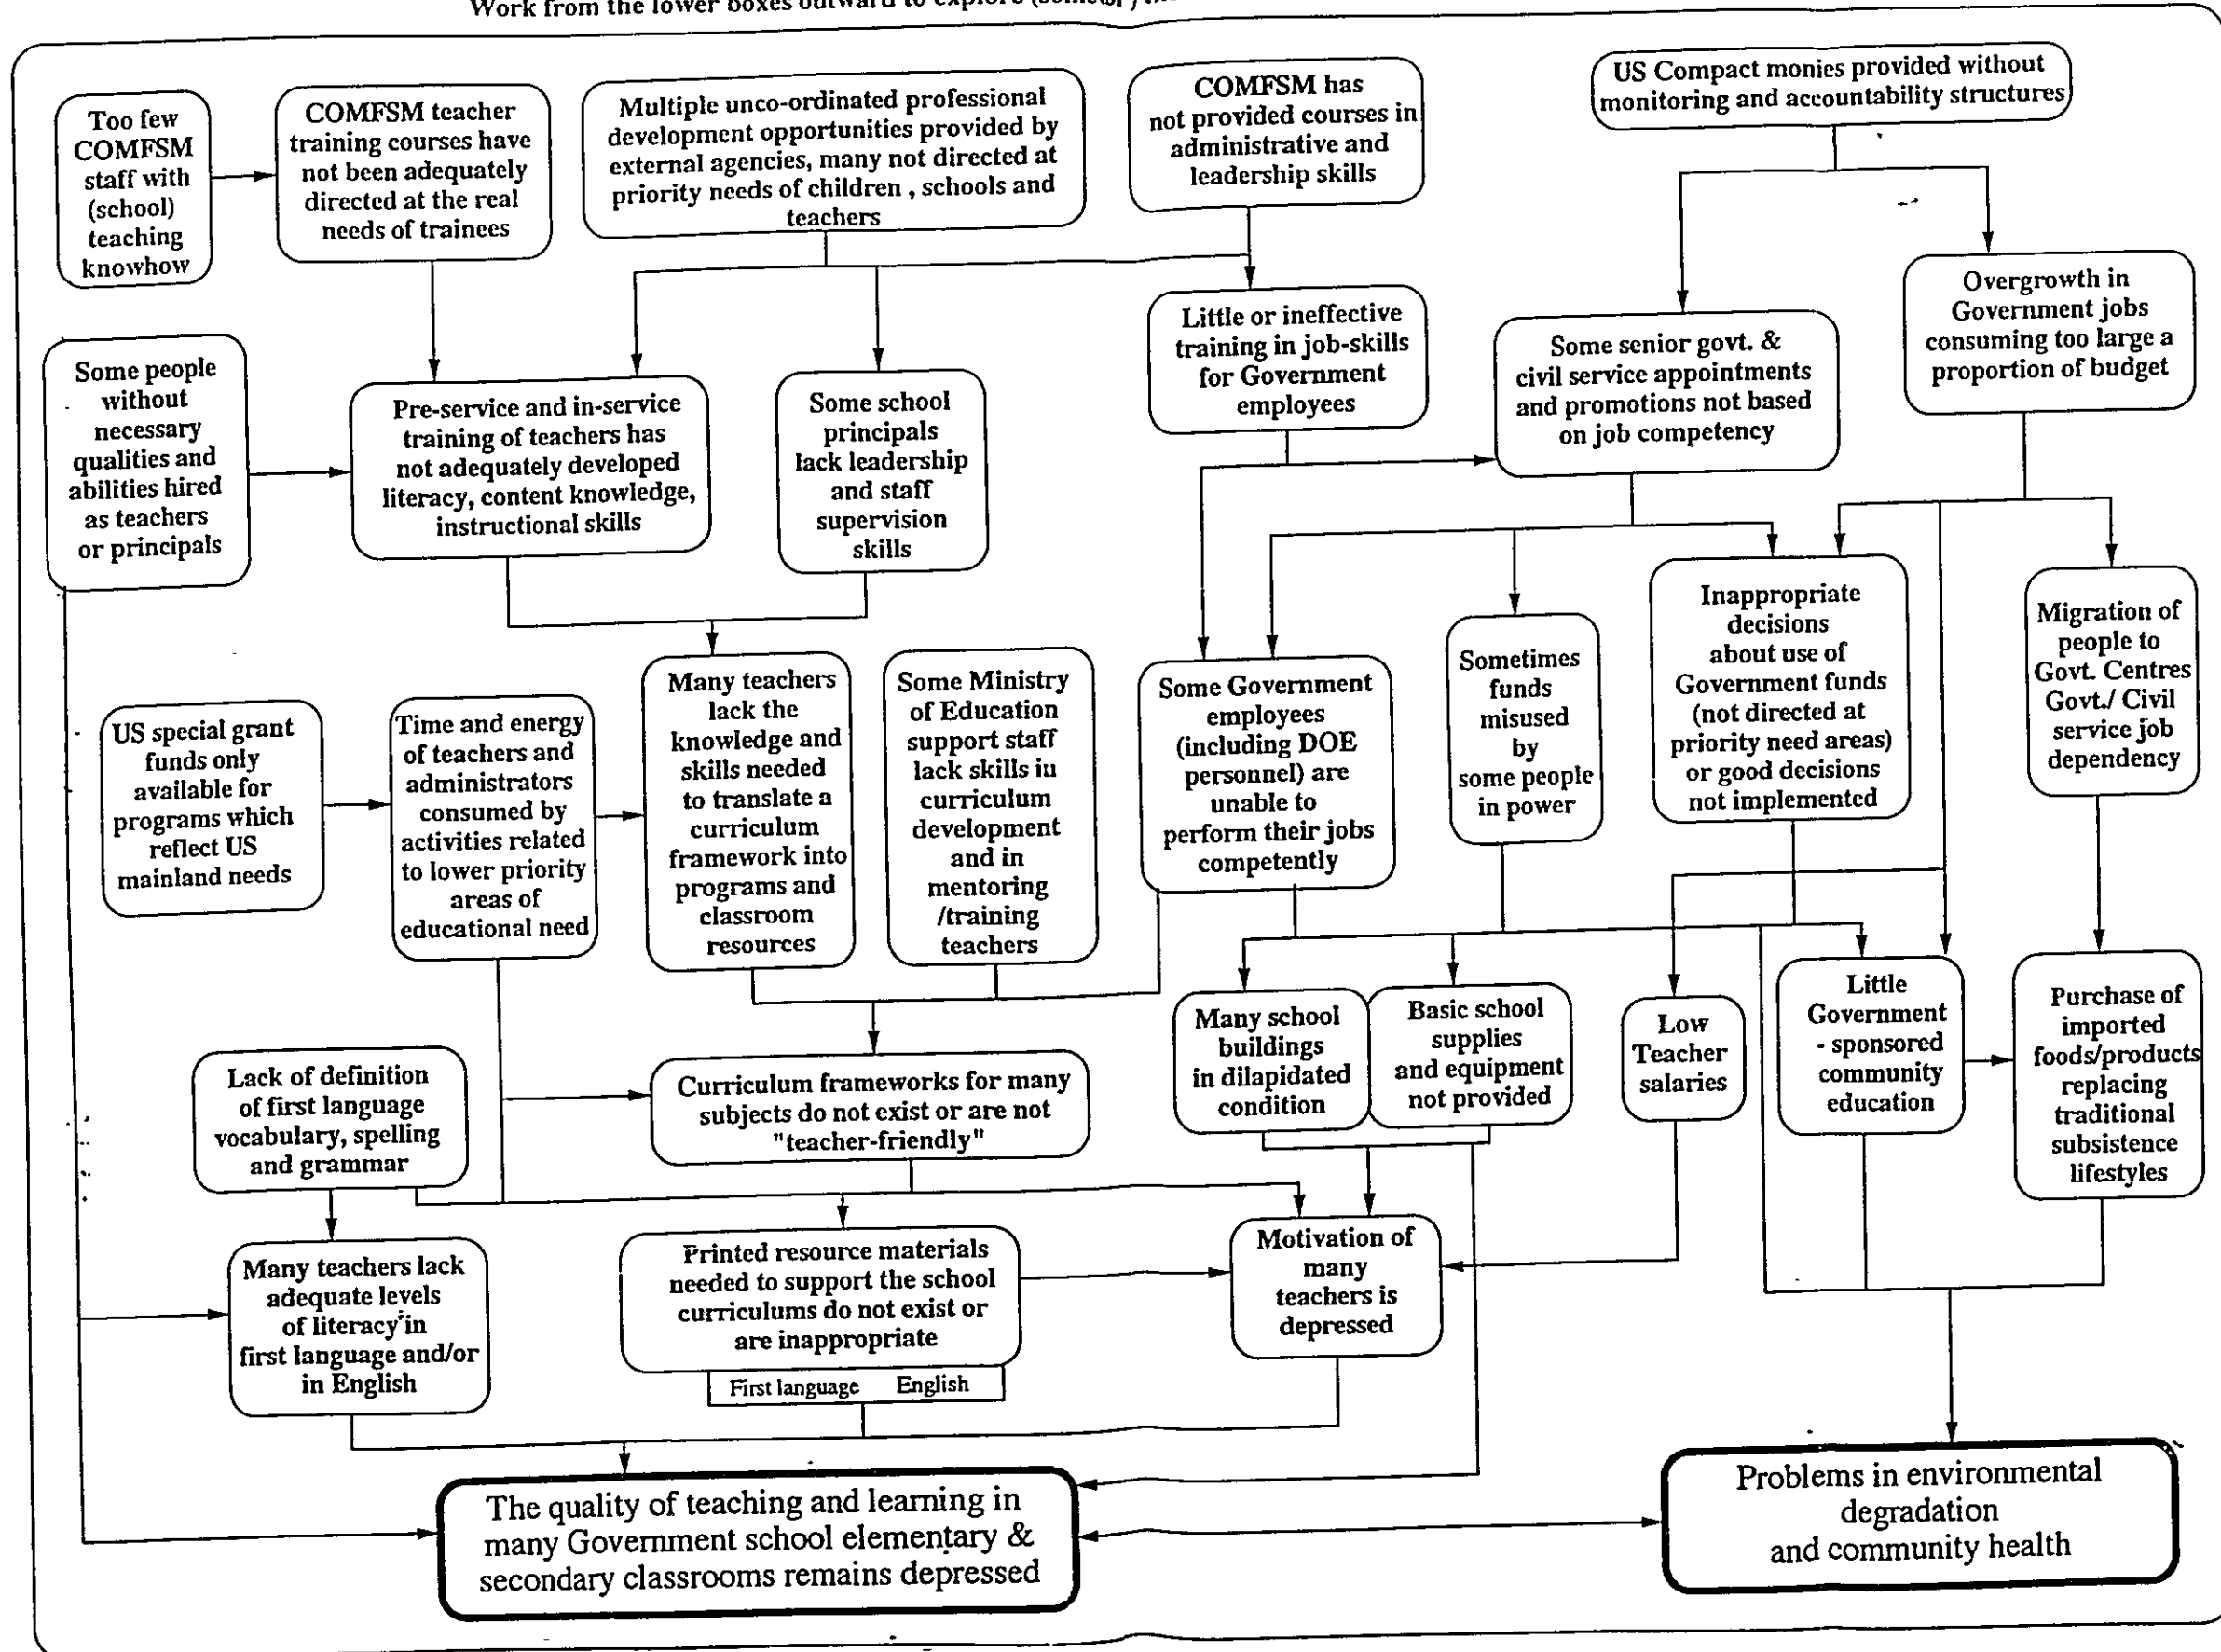 Work from the lower boxes outward to explore
Too few
COMFSM
staff with
(school)
teaching
knowhow
COMFSM teacher
training courses have
not been adequately
directed at the real
needs of trainees
Multiple unco-ordinated professional
development opportunities provided by
external agencies, many not directed at
priority needs of children , schools and
teachers
COMFSM has
not provided courses in
administrative and
leadership skills
US Compact monies provided without
monitoring and accountability structures
Some people
without
necessary
qualities and
abilities hired
as teachers
or principals
Pre-service and in-service
training of teachers has
not adequately developed
literacy, content knowledge,
instructional skills
Some school
principals
lack leadership
and staff
supervision
skills
Little or ineffective
training in job-skills
for Government
employees
Some senior govt. &
civil service appointments
and promotions not based
on job competency
Overgrowth in
Government jobs
consuming too large a
proportion of budget
US special grant
funds only
available for
programs which
reflect US
mainland needs
Time and energy
of teachers and
administrators
consumed by
activities related
to lower priority
areas of
educational need
Many teachers
lack the
knowledge and
skills needed
to translate a
curriculum
framework into
programs and
classroom
resources
Some Ministry
of Education
support staff
lack skills in
curriculum
development
and in
mentoring
/training
teachers
Some Government
employees
(including DOE
personnel) are
unable to
perform their jobs
competently
Sometimes
funds
misused
by
some people
in power
Inappropriate
decisions
about use of
Government funds
(not directed at
priority need areas)
or good decisions
not implemented
Migration of
people to
Govt. Centres
Govt./ Civil
service job
dependency
Lack of definition
of first language
vocabulary, spelling
and grammar
Curriculum frameworks for many
subjects do not exist or are not
"teacher-friendly"
Many school
buildings
in dilapidated
condition
Basic school
supplies
and equipment
not provided
Low
Teacher
salaries
Little
Government
- sponsored
community
education
Purchase of
imported
foods/products
replacing
traditional
subsistence
lifestyles
Many teachers lack
adequate levels
of literacy in
first language and/or
in English
Printed resource materials
needed to support the school
curriculums do not exist or
are inappropriate
First language English
Motivation of
many
teachers is
depressed
The quality of teaching and learning in
many Government school elementary &
secondary classrooms remains depressed
Problems in environmental
degradation
and community health